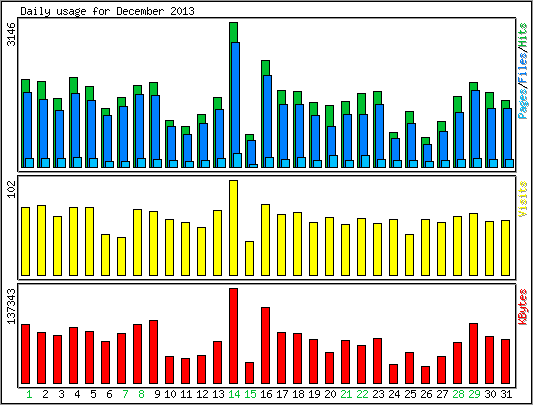 Daily usage for December 2013
3146
Pages/Files/Hits
102
Visits
137343
KBytes
1 2 3 4 5 6 7 8 9 10 11 12 13 14 15 16 17 18 19 20 21 22 23 24 25 26 27 28 29 30 31